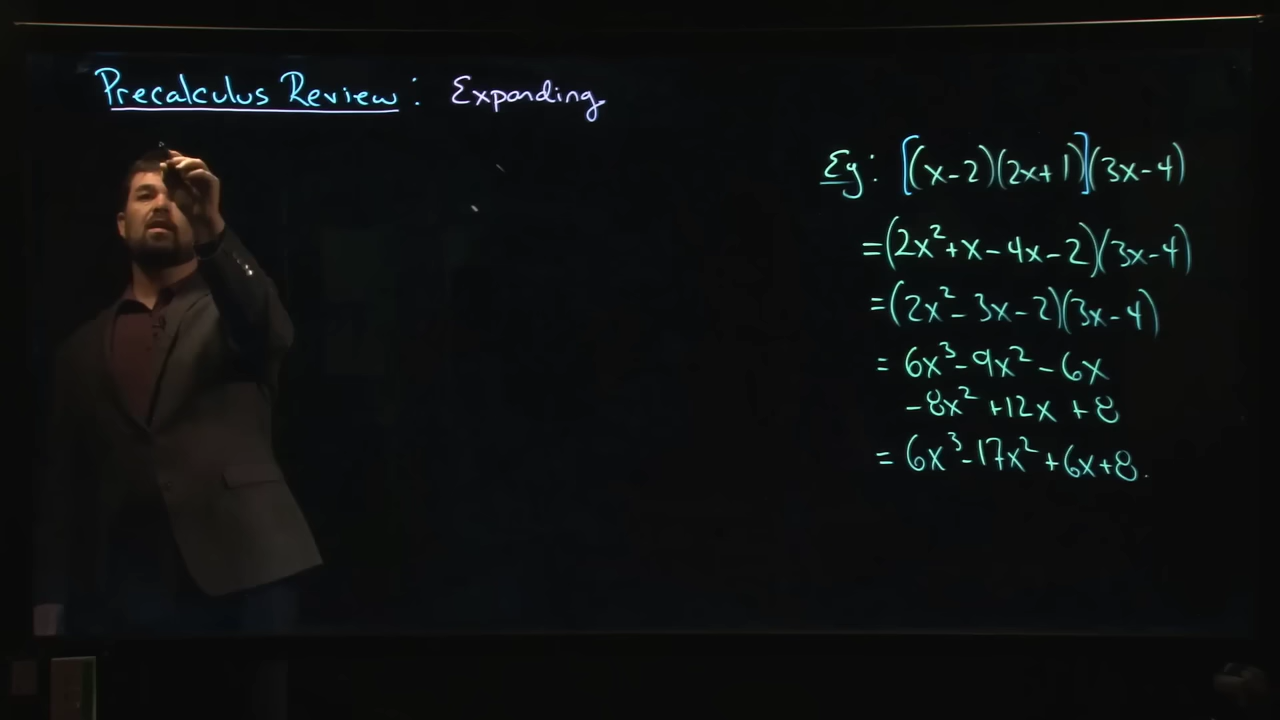 Precalculus Review: Expanding
Eg: [(x-2)(2x+1)](3x-4)
=(2x²+x-4x-2)(3x-4)
=(2x²-3x-2)(3x-4)
= 6x³-9x²-6x
-8x²+12x+8
= 6x³-17x²+6x+8.